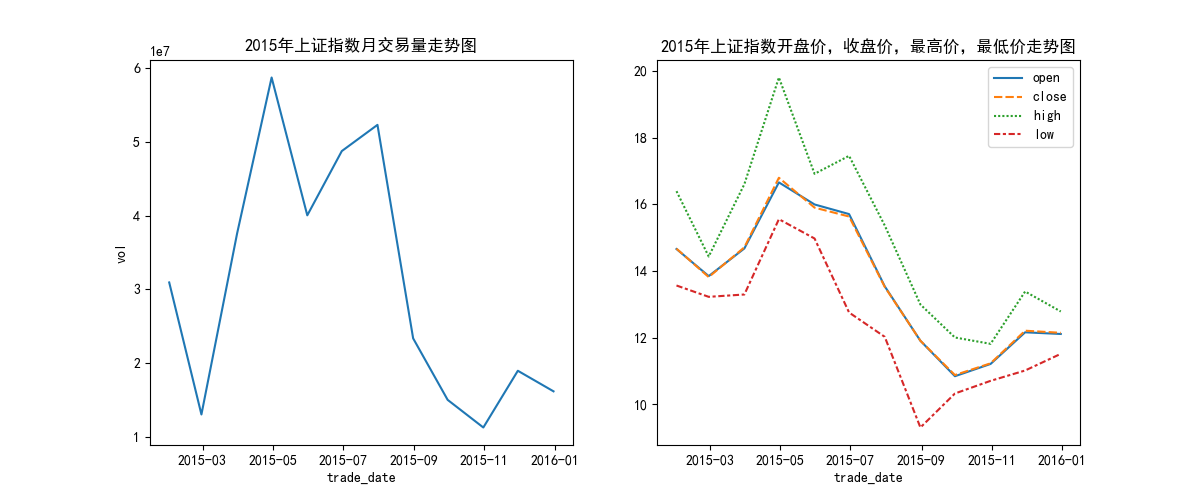 2015年上证指数月交易量走势图
1e7
6
5
4
3
2
1
vol
2015-03 2015-05 2015-07 2015-09 2015-11 2016-01
trade_date
2015年上证指数开盘价，收盘价，最高价，最低价走势图
20
18
16
14
12
10
open
close
high
low
2015-03 2015-05 2015-07 2015-09 2015-11 2016-01
trade_date